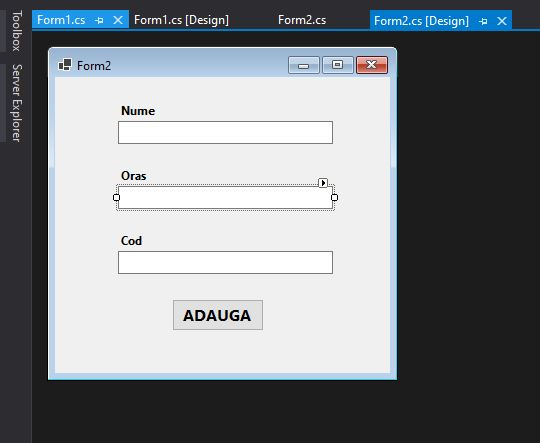 Toolbox
Server Explorer
Form1.cs
Form1.cs [Design]
Form2.cs
Form2.cs [Design]
Form2
Nume
Oras
Cod
ADAUGA